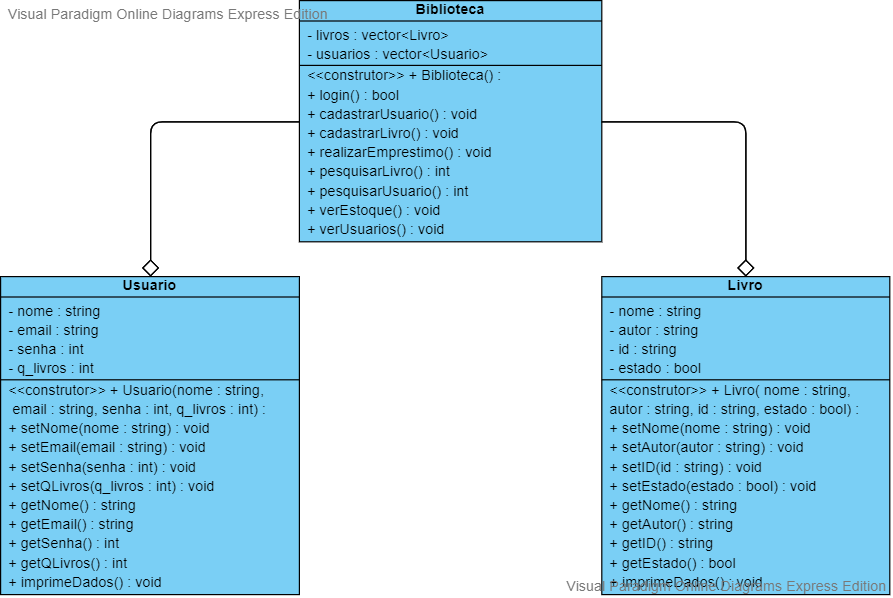 Visual Paradigm Online Diagrams Express Edition
Biblioteca
- livros : vector<Livro>
- usuarios : vector<Usuario>
<<construtor>> + Biblioteca() :
+ login() : bool
+ cadastrarUsuario() : void
+ cadastrarLivro() : void
+ realizarEmprestimo() : void
+ pesquisarLivro() : int
+ pesquisarUsuario() : int
+ verEstoque() : void
+ verUsuarios() : void
Usuario
- nome : string
- email : string
- senha : int
- q_livros : int
<<construtor>> + Usuario(nome : string,
email : string, senha : int, q_livros : int) :
+ setNome(nome : string) : void
+ setEmail(email : string) : void
+ setSenha(senha : int) : void
+ setQLivros(q_livros : int) : void
+ getNome() : string
+ getEmail() : string
+ getSenha() : int
+ getQLivros() : int
+ imprimeDados() : void
Livro
- nome : string
- autor : string
- id : string
- estado : bool
<<construtor>> + Livro( nome : string,
autor : string, id : string, estado : bool) :
+ setNome(nome : string) : void
+ setAutor(autor : string) : void
+ setID(id : string) : void
+ setEstado(estado : bool) : void
+ getNome() : string
+ getAutor() : string
+ getID() : string
+ getEstado() : bool
+ imprimeDados() : void
Visual Paradigm Online Diagrams Express Edition